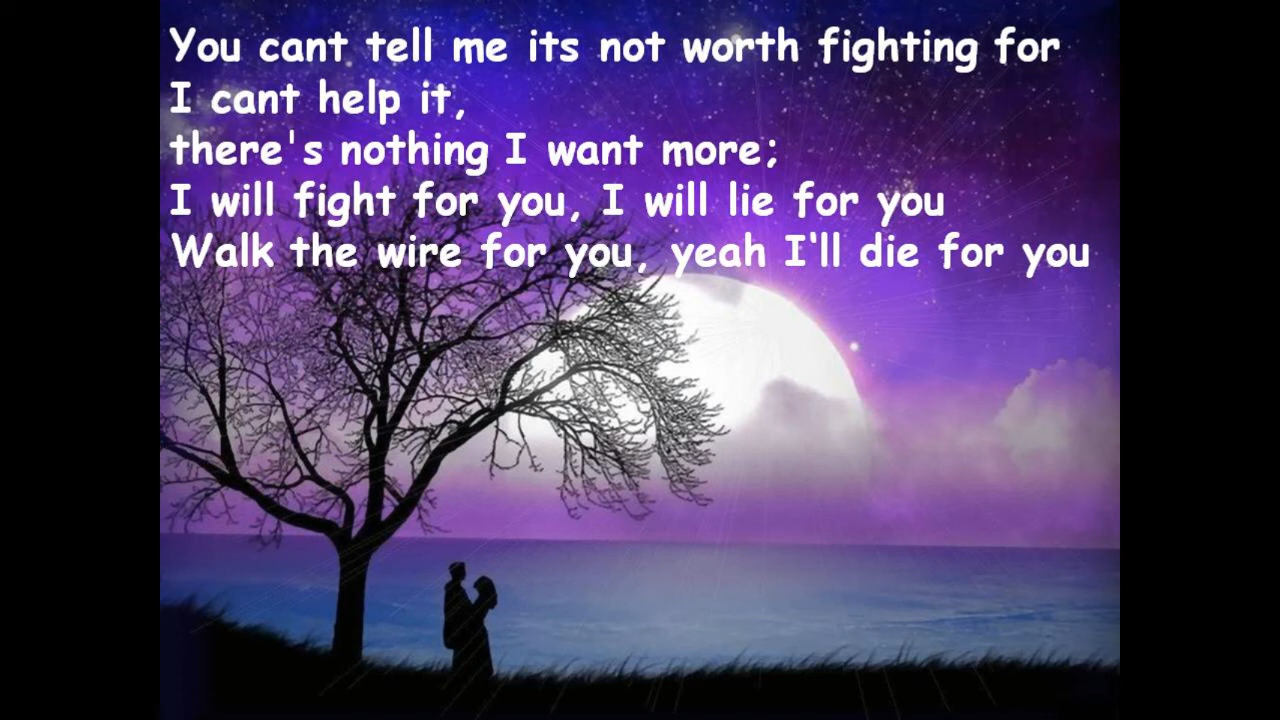 You cant tell me its not worth fighting for
I cant help it,
there's nothing I want more;
I will fight for you, I will lie for you
Walk the wire for you, yeah I'll die for you